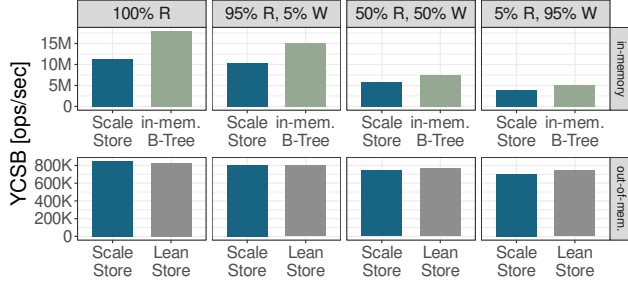 100% R
95% R, 5% W
50% R, 50% W
5% R, 95% W
YCSB [ops/sec]
15M
10M
5M
0
in-memory
Scale Store
in-mem. B-Tree
Scale Store
in-mem. B-Tree
Scale Store
in-mem. B-Tree
Scale Store
in-mem. B-Tree
800K
600K
400K
200K
0
out-of-mem.
Scale Store
Lean Store
Scale Store
Lean Store
Scale Store
Lean Store
Scale Store
Lean Store